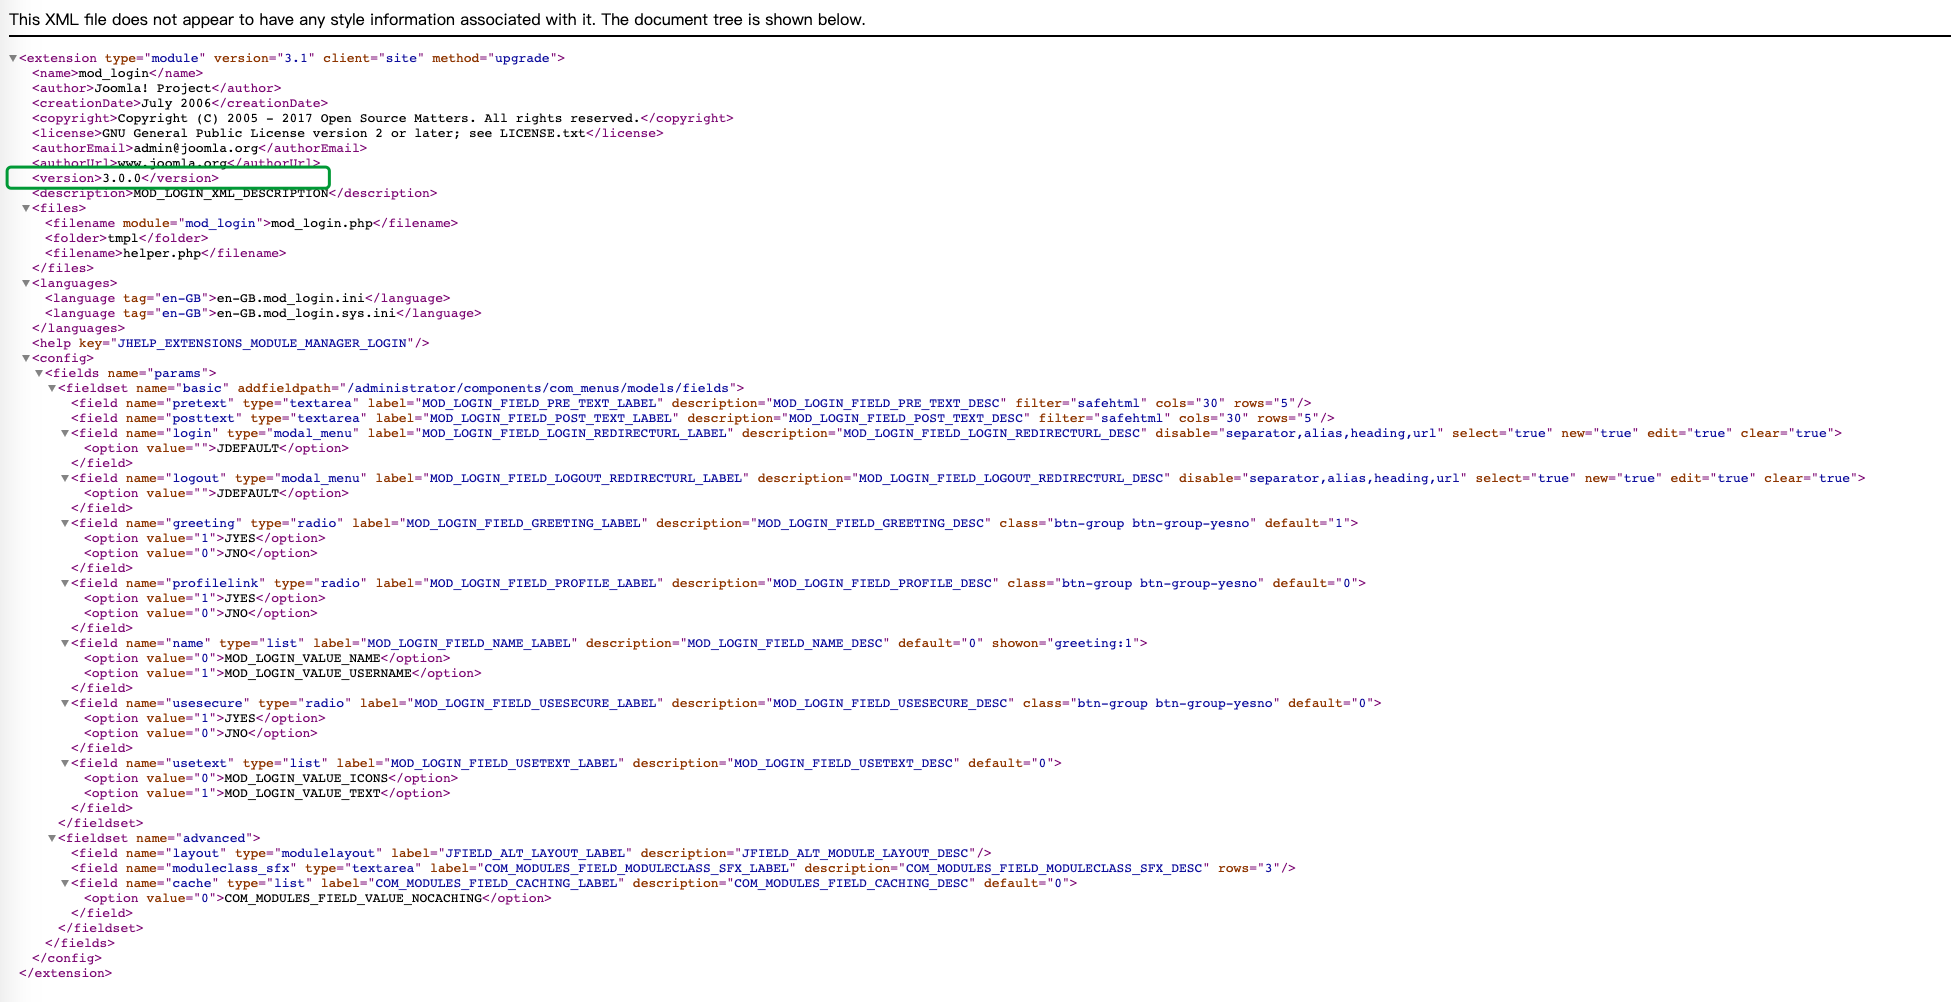 This XML file does not appear to have any style information associated with it. The document tree is shown below.
▼<extension type="module" version="3.1" client="site" method="upgrade">
<name>mod_login</name>
<author>Joomla! Project</author>
<creationDate>July 2006</creationDate>
<copyright>Copyright (C) 2005 - 2017 Open Source Matters. All rights reserved.</copyright>
<license>GNU General Public License version 2 or later; see LICENSE.txt</license>
<authorEmail>admin@joomla.org</authorEmail>
<authorUrl>www.joomla.org</authorUrl>
<version>3.0.0</version>
<description>MOD_LOGIN_XML_DESCRIPTION</description>
▼<files>
<filename module="mod_login">mod_login.php</filename>
<folder>tmpl</folder>
<filename>helper.php</filename>
</files>
▼<languages>
<language tag="en-GB">en-GB.mod_login.ini</language>
<language tag="en-GB">en-GB.mod_login.sys.ini</language>
</languages>
<help key="JHELP_EXTENSIONS_MODULE_MANAGER_LOGIN"/>
▼<config>
▼<fields name="params">
▼<fieldset name="basic" addfieldpath="/administrator/components/com_menus/models/fields">
<field name="pretext" type="textarea" label="MOD_LOGIN_FIELD_PRE_TEXT_LABEL" description="MOD_LOGIN_FIELD_PRE_TEXT_DESC" filter="safehtml" cols="30" rows="5"/>
<field name="posttext" type="textarea" label="MOD_LOGIN_FIELD_POST_TEXT_LABEL" description="MOD_LOGIN_FIELD_POST_TEXT_DESC" filter="safehtml" cols="30" rows="5"/>
▼<field name="login" type="modal_menu" label="MOD_LOGIN_FIELD_LOGIN_REDIRECTURL_LABEL" description="MOD_LOGIN_FIELD_LOGIN_REDIRECTURL_DESC" disable="separator,alias,heading,url" select="true" new="true" edit="true" clear="true">
<option value="">JDEFAULT</option>
</field>
▼<field name="logout" type="modal_menu" label="MOD_LOGIN_FIELD_LOGOUT_REDIRECTURL_LABEL" description="MOD_LOGIN_FIELD_LOGOUT_REDIRECTURL_DESC" disable="separator,alias,heading,url" select="true" new="true" edit="true" clear="true">
<option value="">JDEFAULT</option>
</field>
▼<field name="greeting" type="radio" label="MOD_LOGIN_FIELD_GREETING_LABEL" description="MOD_LOGIN_FIELD_GREETING_DESC" class="btn-group btn-group-yesno" default="1">
<option value="1">JYES</option>
<option value="0">JNO</option>
</field>
▼<field name="profilelink" type="radio" label="MOD_LOGIN_FIELD_PROFILE_LABEL" description="MOD_LOGIN_FIELD_PROFILE_DESC" class="btn-group btn-group-yesno" default="0">
<option value="1">JYES</option>
<option value="0">JNO</option>
</field>
▼<field name="name" type="list" label="MOD_LOGIN_FIELD_NAME_LABEL" description="MOD_LOGIN_FIELD_NAME_DESC" default="0" showon="greeting:1">
<option value="0">MOD_LOGIN_VALUE_NAME</option>
<option value="1">MOD_LOGIN_VALUE_USERNAME</option>
</field>
▼<field name="usesecure" type="radio" label="MOD_LOGIN_FIELD_USESECURE_LABEL" description="MOD_LOGIN_FIELD_USESECURE_DESC" class="btn-group btn-group-yesno" default="0">
<option value="1">JYES</option>
<option value="0">JNO</option>
</field>
▼<field name="usetext" type="list" label="MOD_LOGIN_FIELD_USETEXT_LABEL" description="MOD_LOGIN_FIELD_USETEXT_DESC" default="0">
<option value="0">MOD_LOGIN_VALUE_ICONS</option>
<option value="1">MOD_LOGIN_VALUE_TEXT</option>
</field>
</fieldset>
▼<fieldset name="advanced">
<field name="layout" type="modulelayout" label="JFIELD_ALT_LAYOUT_LABEL" description="JFIELD_ALT_MODULE_LAYOUT_DESC"/>
<field name="moduleclass_sfx" type="textarea" label="COM_MODULES_FIELD_MODULECLASS_SFX_LABEL" description="COM_MODULES_FIELD_MODULECLASS_SFX_DESC" rows="3"/>
▼<field name="cache" type="list" label="COM_MODULES_FIELD_CACHING_LABEL" description="COM_MODULES_FIELD_CACHING_DESC" default="0">
<option value="0">COM_MODULES_FIELD_VALUE_NOCACHING</option>
</field>
</fieldset>
</fields>
</config>
</extension>